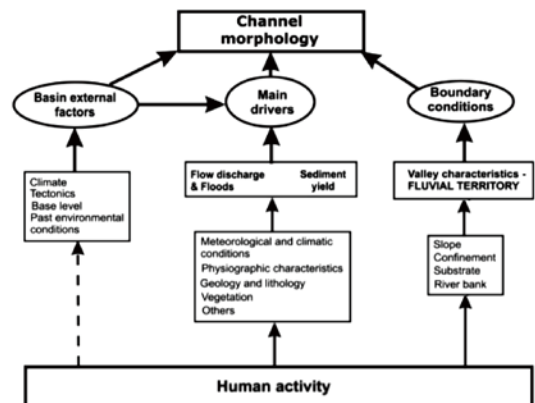 Channel
morphology
Basin external
factors
Main
drivers
Boundary
conditions
Climate
Tectonics
Base level
Past environmental
conditions
Flow discharge
& Floods
Sediment
yield
Valley characteristics -
FLUVIAL TERRITORY
Meteorological and climatic
conditions
Physiographic characteristics
Geology and lithology
Vegetation
Others
Slope
Confinement
Substrate
River bank
Human activity